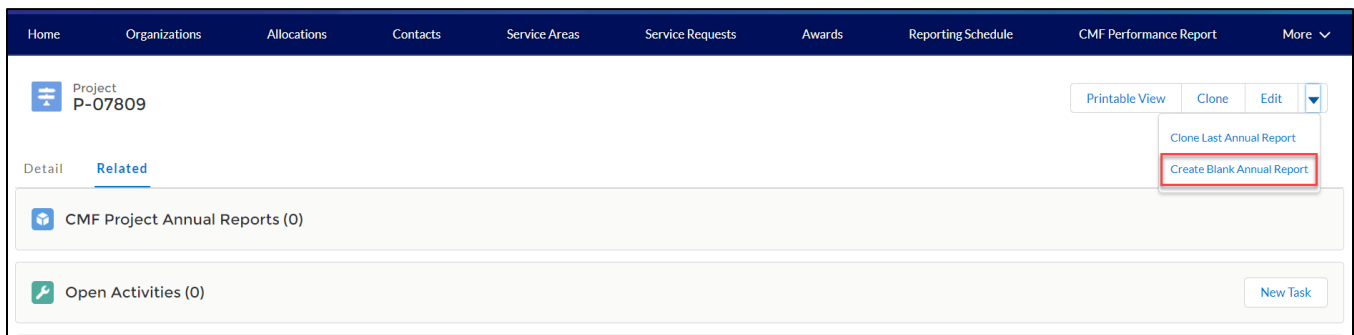 Home Organizations Allocations Contacts Service Areas Service Requests Awards Reporting Schedule CMF Performance Report More
Project
P-07809
Printable View Clone Edit
Clone Last Annual Report
Create Blank Annual Report
Detail Related
CMF Project Annual Reports (0)
Open Activities (0)
New Task